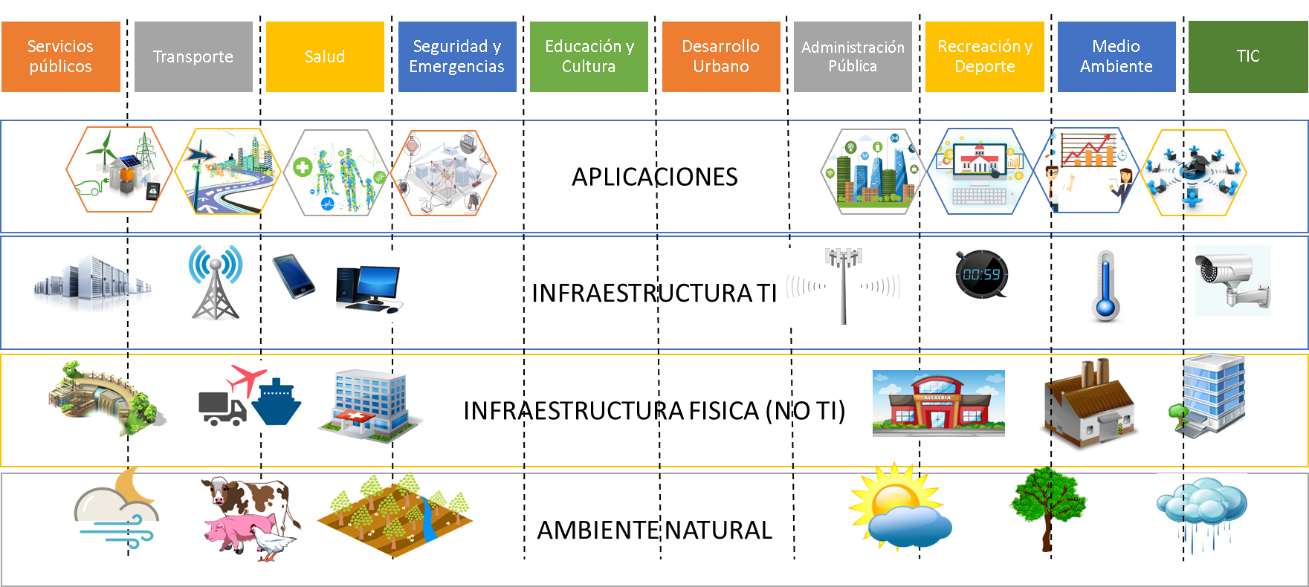 Servicios
públicos
Transporte
Salud
Seguridad y
Emergencias
Educación y
Cultura
Desarrollo
Urbano
Administración
Pública
Recreación y
Deporte
Medio
Ambiente
TIC
APLICACIONES
INFRAESTRUCTURA TI
00:59
INFRAESTRUCTURA FISICA (NO TI)
ALCALDIA
AMBIENTE NATURAL